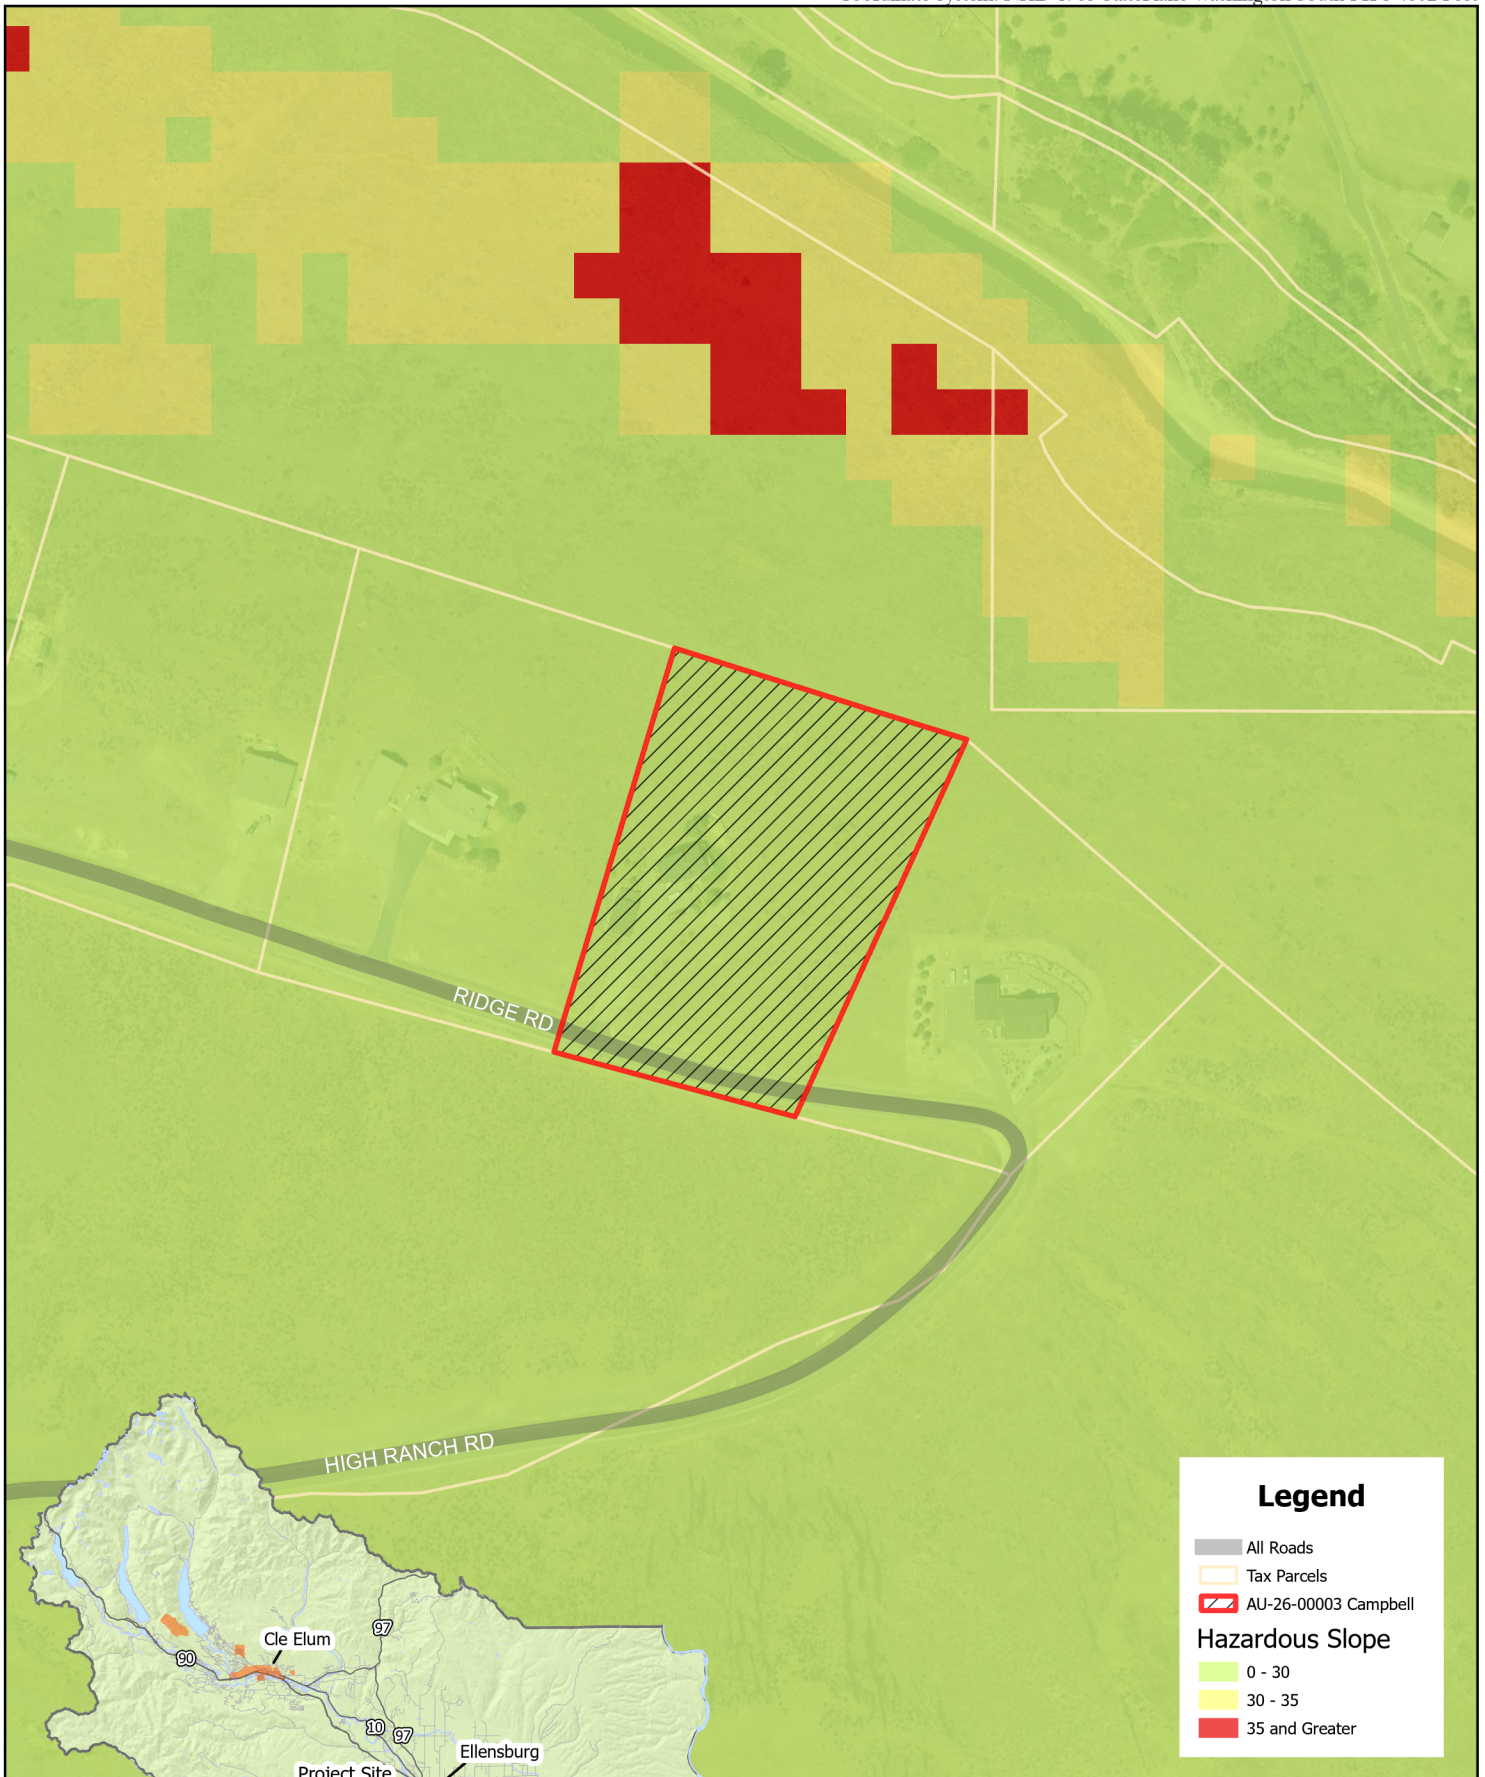 RIDGE RD
HIGH RANCH RD
Legend
All Roads
Tax Parcels
AU-26-00003 Campbell
Hazardous Slope
0 - 30
30 - 35
35 and Greater
97
Cle Elum
90
10
97
Ellensburg
Project Site